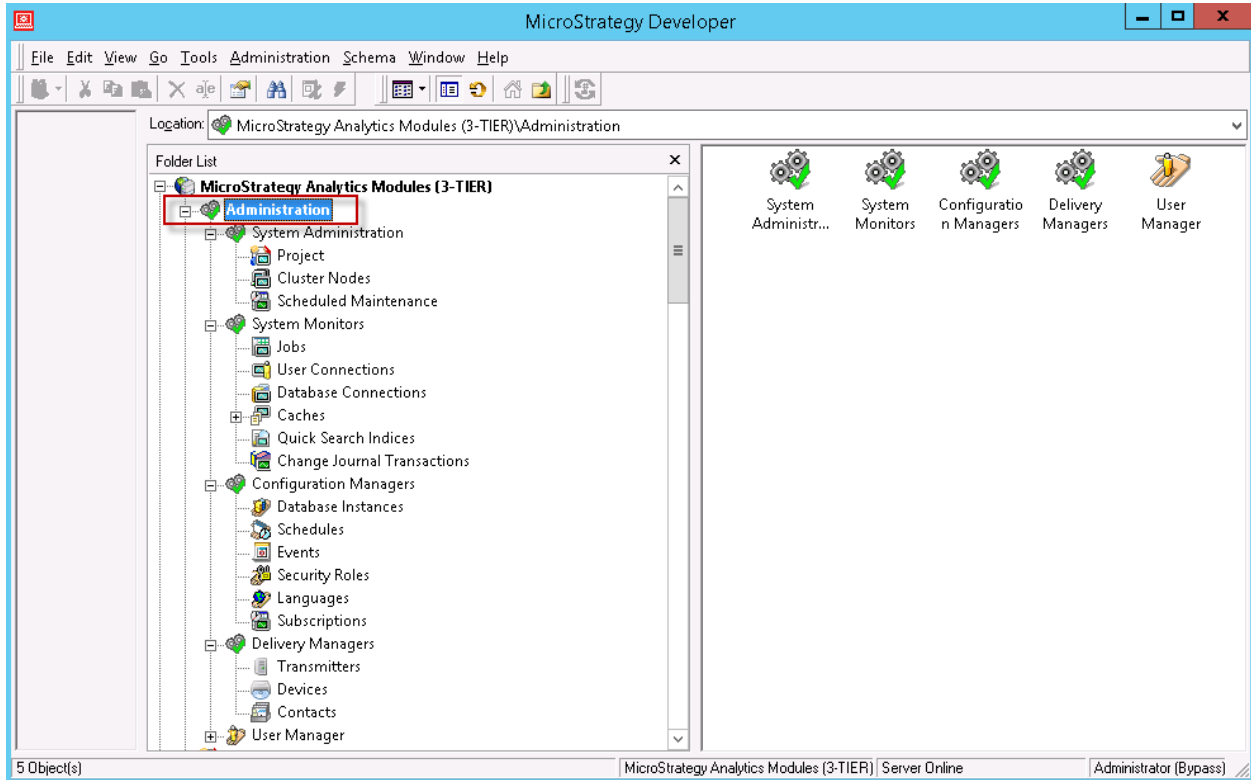 MicroStrategy Developer
File Edit View Go Tools Administration Schema Window Help
Location: MicroStrategy Analytics Modules (3-TIER)\Administration
Folder List
MicroStrategy Analytics Modules (3-TIER)
Administration
System Administration
Project
Cluster Nodes
Scheduled Maintenance
System Monitors
Jobs
User Connections
Database Connections
Caches
Quick Search Indices
Change Journal Transactions
Configuration Managers
Database Instances
Schedules
Events
Security Roles
Languages
Subscriptions
Delivery Managers
Transmitters
Devices
Contacts
User Manager
System
Administr...
System
Monitors
Configuratio
n Managers
Delivery
Managers
User
Manager
5 Object(s)
MicroStrategy Analytics Modules (3-TIER)
Server Online
Administrator (Bypass)